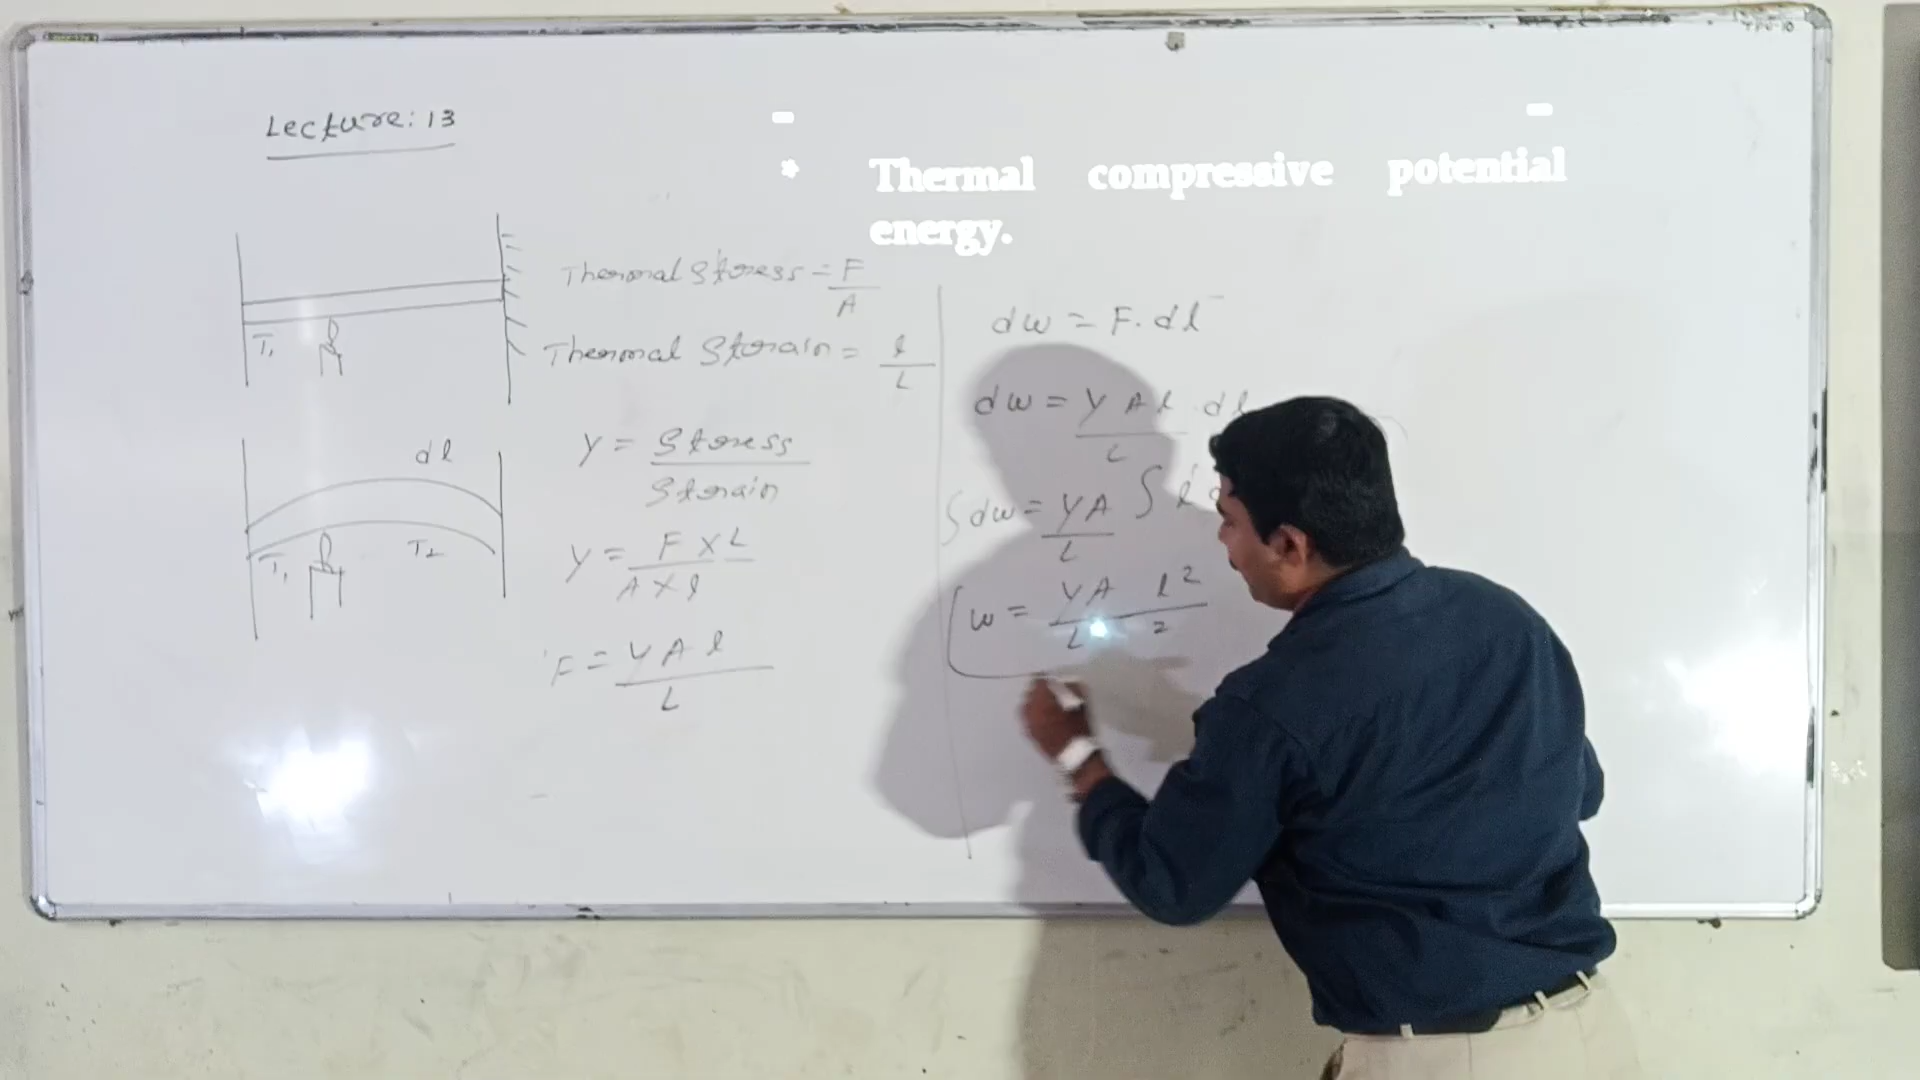 Lecture: 13
* Thermal compressive potential
energy.
T₁
dl
T₁ T₂
Thermal Stress = F/A
Thermal Strain = l/L
Y = Stress/Strain
Y = F × L/A × l
F = YAl/L
dw = F. dl
dw = YAl/L . dl
∫dw = YA/L ∫ l
w = YA/L l²/2